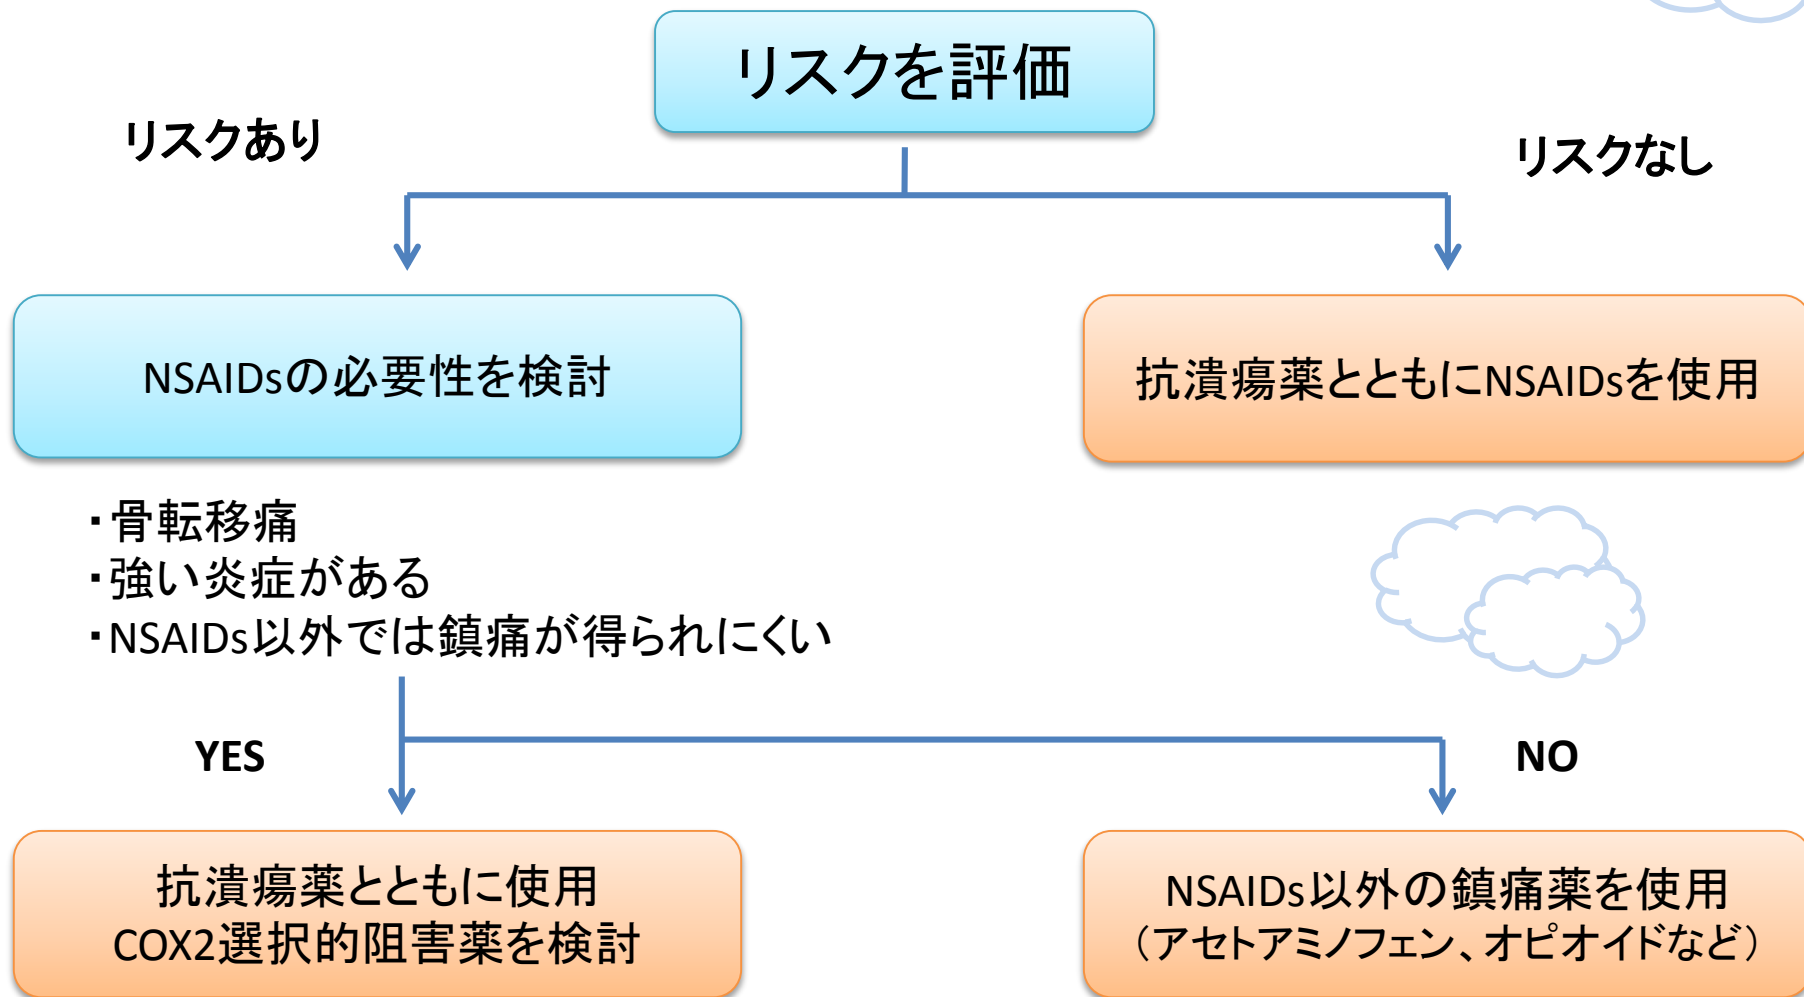 リスクを評価
リスクあり
リスクなし
NSAIDsの必要性を検討
抗潰瘍薬とともにNSAIDsを使用
・骨転移痛
・強い炎症がある
・NSAIDs以外では鎮痛が得られにくい
YES
NO
抗潰瘍薬とともに使用
COX2選択的阻害薬を検討
NSAIDs以外の鎮痛薬を使用
（アセトアミノフェン、オピオイドなど）